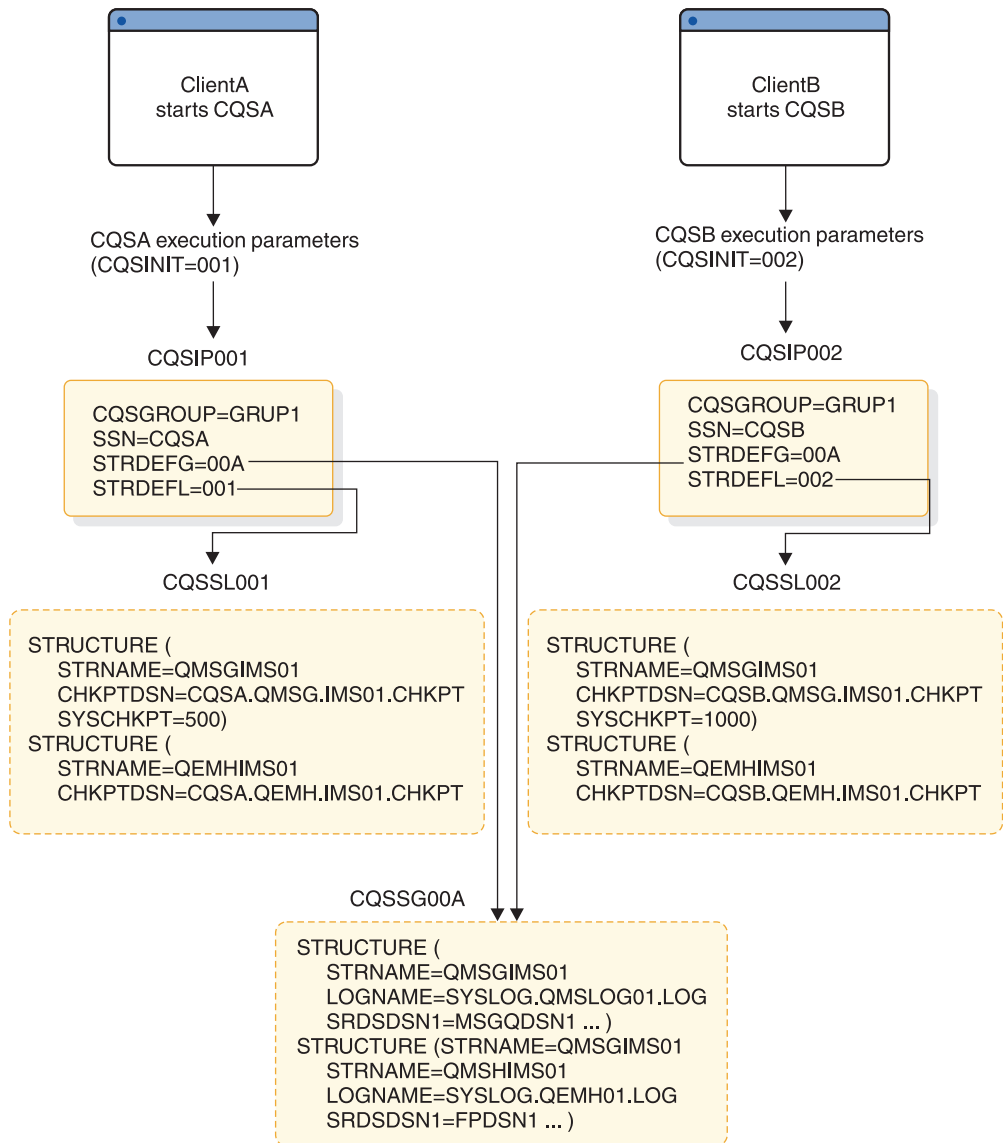 ClientA
starts CQSA
CQSA execution parameters
(CQSINIT=001)
CQSIP001
CQSGROUP=GRUP1
SSN=CQSA
STRDEFG=00A
STRDEFL=001
CQSSL001
STRUCTURE (
STRNAME=QMSGIMS01
CHKPTDSN=CQSA.QMSG.IMS01.CHKPT
SYSCHKPT=500)
STRUCTURE (
STRNAME=QEMHIMS01
CHKPTDSN=CQSA.QEMH.IMS01.CHKPT
ClientB
starts CQSB
CQSB execution parameters
(CQSINIT=002)
CQSIP002
CQSGROUP=GRUP1
SSN=CQSB
STRDEFG=00A
STRDEFL=002
CQSSL002
STRUCTURE (
STRNAME=QMSGIMS01
CHKPTDSN=CQSB.QMSG.IMS01.CHKPT
SYSCHKPT=1000)
STRUCTURE (
STRNAME=QEMHIMS01
CHKPTDSN=CQSB.QEMH.IMS01.CHKPT
CQSSG00A
STRUCTURE (
STRNAME=QMSGIMS01
LOGNAME=SYSLOG.QMSLOG01.LOG
SRDSDSN1=MSGQDSN1 ... )
STRUCTURE (STRNAME=QMSGIMS01
STRNAME=QMSHIMS01
LOGNAME=SYSLOG.QEMH01.LOG
SRDSDSN1=FPDSN1 ... )